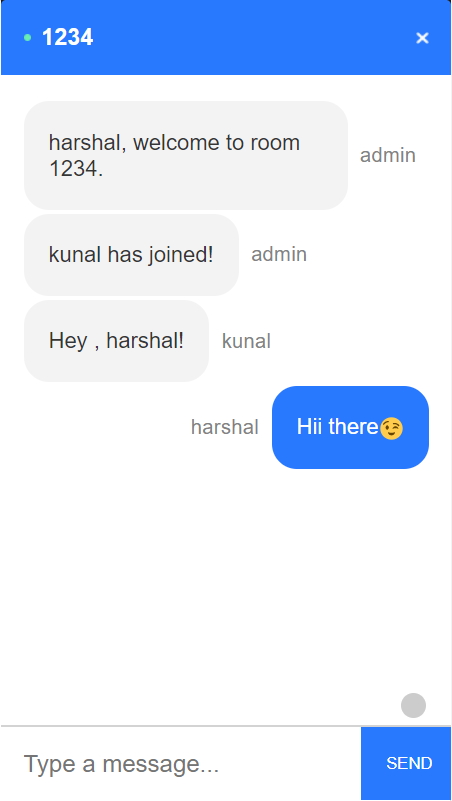 1234
×
harshal, welcome to room
1234.
admin
kunal has joined!
admin
Hey , harshal!
kunal
harshal
Hii there😉
Type a message...
SEND